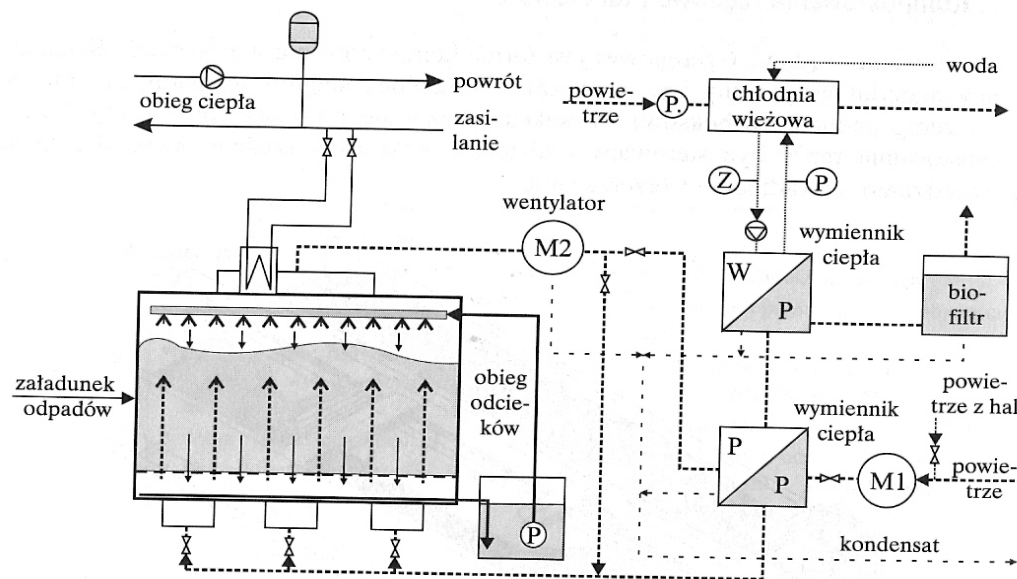 powrót
obieg ciepła
zasi-
lanie
woda
powie-
trze
P.
chłodnia
wieżowa
Z
P
wentylator
M2
wymiennik
ciepła
W
P
bio-
filtr
załadunek
odpadów
obieg
odcie-
ków
P
wymiennik
ciepła
P
P
M1
powie-
trze z hal
powie-
trze
kondensat